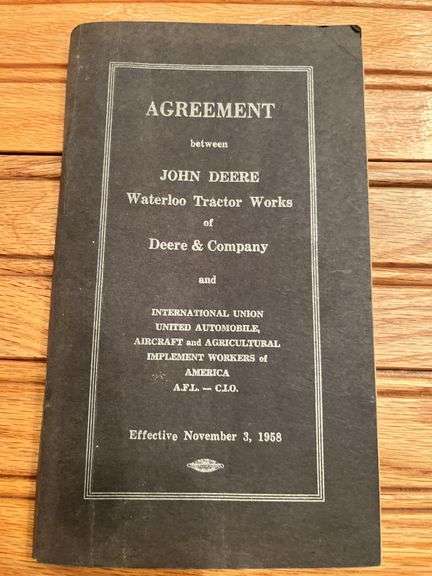 AGREEMENT
between
JOHN DEERE
Waterloo Tractor Works
of
Deere & Company
and
INTERNATIONAL UNION
UNITED AUTOMOBILE,
AIRCRAFT and AGRICULTURAL
IMPLEMENT WORKERS of
AMERICA
A.F.L. — C.I.O.
Effective November 3, 1958